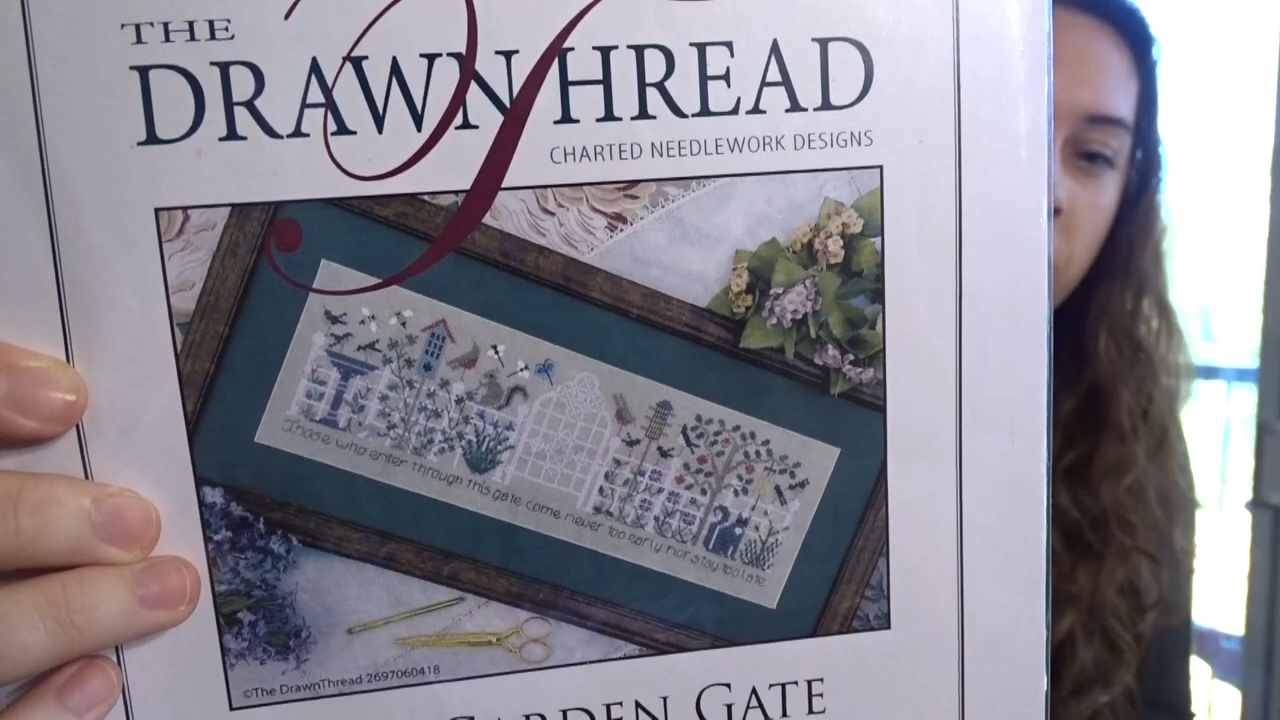 THE
DRAWN THREAD
CHARTED NEEDLEWORK DESIGNS
Those who enter through this gate come never too early nor stay too late
©The DrawnThread 2697060418
GARDEN GATE